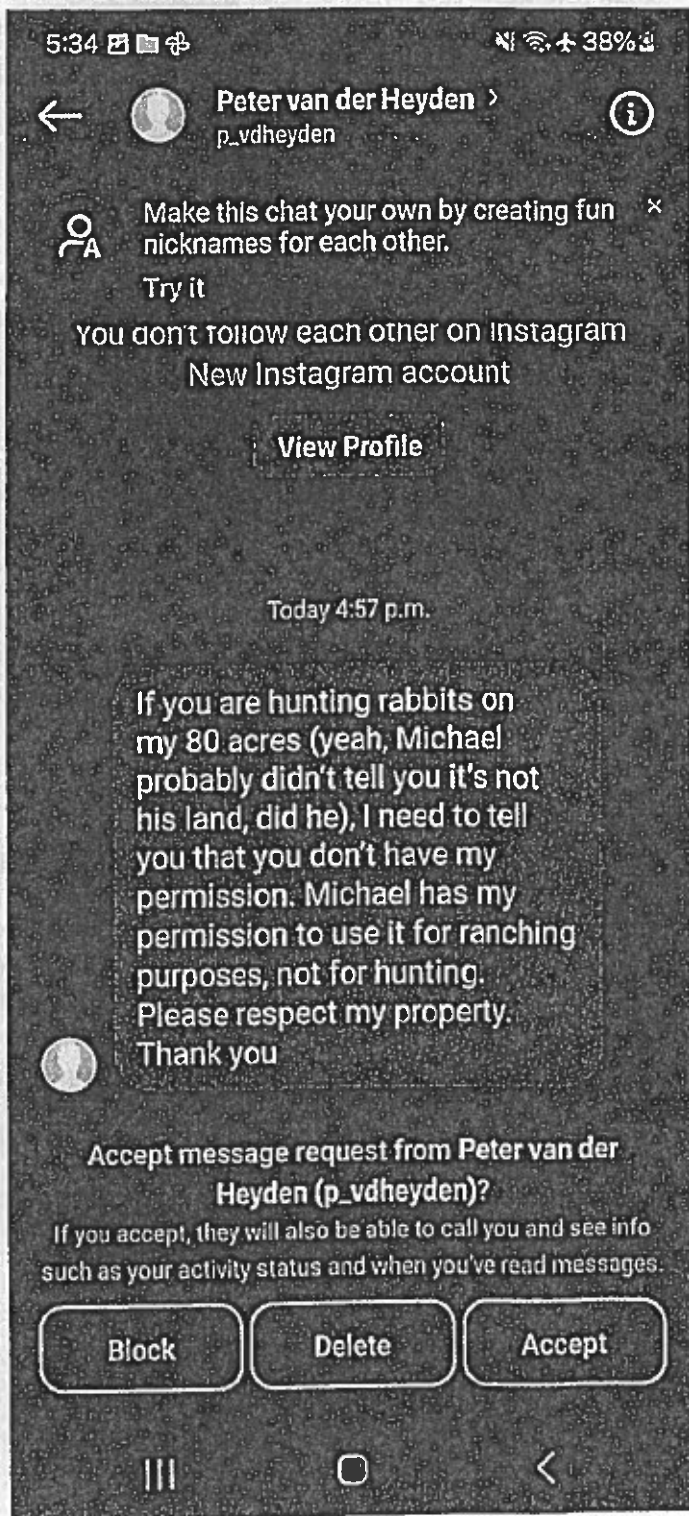 5:34 38%
Peter van der Heyden >
p_vdheyden
Make this chat your own by creating fun ×
nicknames for each other.
Try it
You don't follow each other on Instagram
New Instagram account
View Profile
Today 4:57 p.m.
If you are hunting rabbits on
my 80 acres (yeah, Michael
probably didn't tell you it's not
his land, did he), I need to tell
you that you don't have my
permission. Michael has my
permission to use it for ranching
purposes, not for hunting.
Please respect my property.
Thank you
Accept message request from Peter van der
Heyden (p_vdheyden)?
If you accept, they will also be able to call you and see info
such as your activity status and when you've read messages.
Block Delete Accept